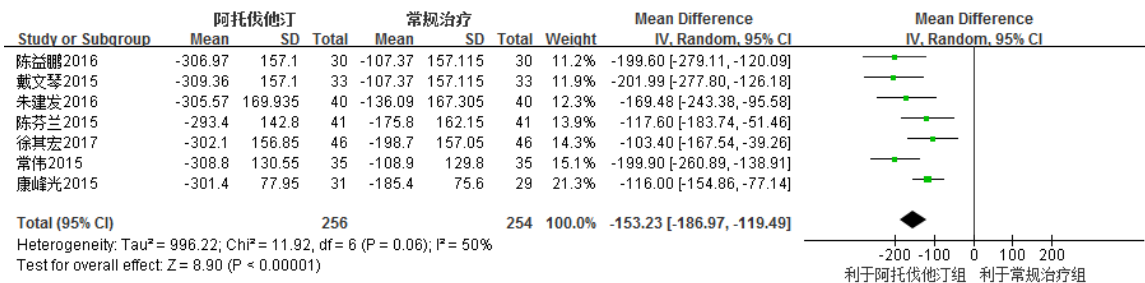 阿托伐他汀 常规治疗 Mean Difference Mean Difference
Study or Subgroup Mean SD Total Mean SD Total Weight IV, Random, 95% CI IV, Random, 95% CI
陈益鹏2016 -306.97 157.1 30 -107.37 157.115 30 11.2% -199.60 [-279.11, -120.09]
戴文琴2015 -309.36 157.1 33 -107.37 157.115 33 12.0% -201.99 [-277.80, -126.18]
朱建发2016 -305.57 169.935 40 -136.09 167.305 40 12.3% -169.48 [-243.38, -95.58]
陈芬兰2015 -293.4 142.8 41 -175.8 162.15 41 13.9% -117.60 [-183.74, -51.46]
徐其宏2017 -302.1 156.85 46 -198.7 157.05 46 14.3% -103.40 [-167.54, -39.26]
常伟2015 -308.8 130.55 35 -108.9 129.8 35 15.1% -199.90 [-260.89, -138.91]
康峰光2015 -301.4 77.95 31 -185.4 75.6 29 21.3% -116.00 [-154.86, -77.14]
Total (95% CI) 256 254 100.0% -153.23 [-186.97, -119.49]
Heterogeneity: Tau² = 996.22; Chi² = 11.92, df = 6 (P = 0.06); I² = 50%
Test for overall effect: Z = 8.90 (P < 0.00001)
-200 -100 0 100 200
利于阿托伐他汀组 利于常规治疗组